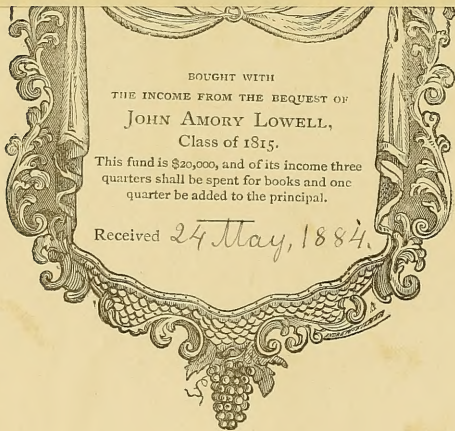 BOUGHT WITH
THE INCOME FROM THE BEQUEST OF
JOHN AMORY LOWELL,
Class of 1815.
This fund is $20,000, and of its income three
quarters shall be spent for books and one
quarter be added to the principal.
Received 24 May, 1884.